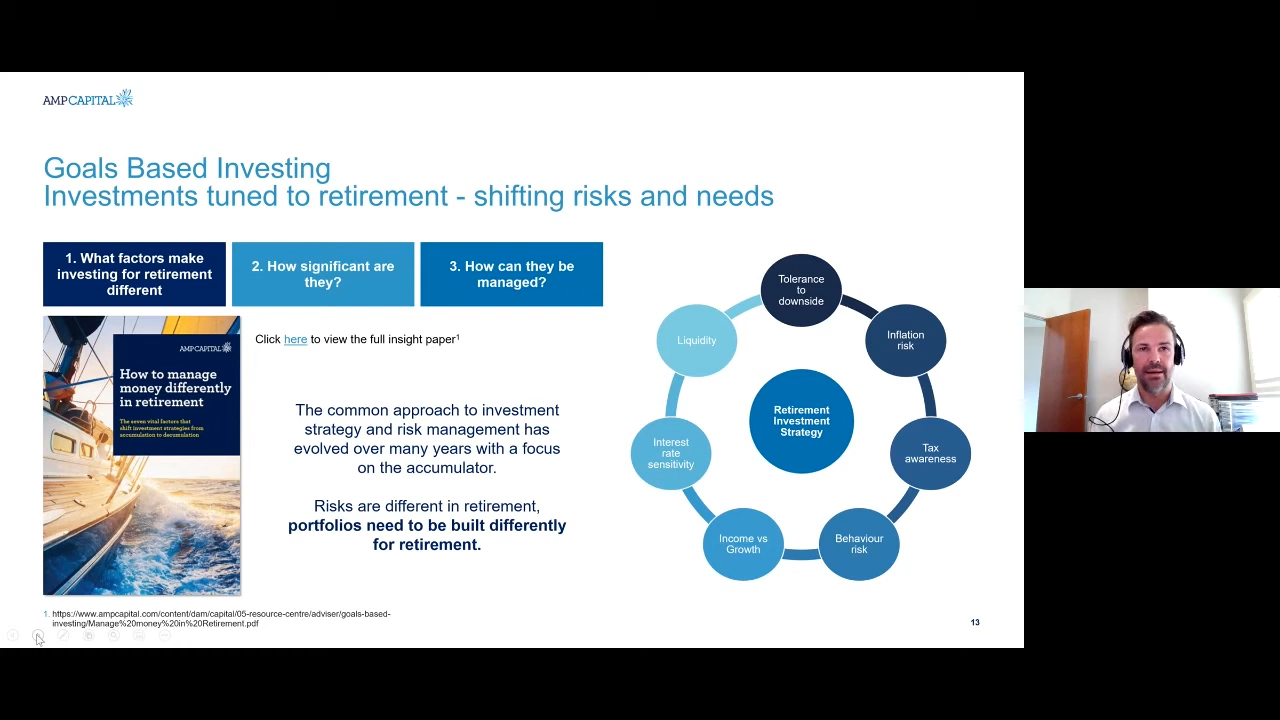 AMPCAPITAL
Goals Based Investing
Investments tuned to retirement - shifting risks and needs
1. What factors make
investing for retirement
different
2. How significant are
they?
3. How can they be
managed?
AMPCAPITAL
How to manage
money differently
in retirement
The seven vital factors that
shift investment strategies from
accumulation to decumulation
Click here to view the full insight paper¹
The common approach to investment
strategy and risk management has
evolved over many years with a focus
on the accumulator.
Risks are different in retirement,
portfolios need to be built differently
for retirement.
Tolerance
to
downside
Inflation
risk
Tax
awareness
Behaviour
risk
Income vs
Growth
Interest
rate
sensitivity
Liquidity
Retirement
Investment
Strategy
1. https://www.ampcapital.com/content/dam/capital/05-resource-centre/adviser/goals-based-
investing/Manage%20money%20in%20Retirement.pdf
13